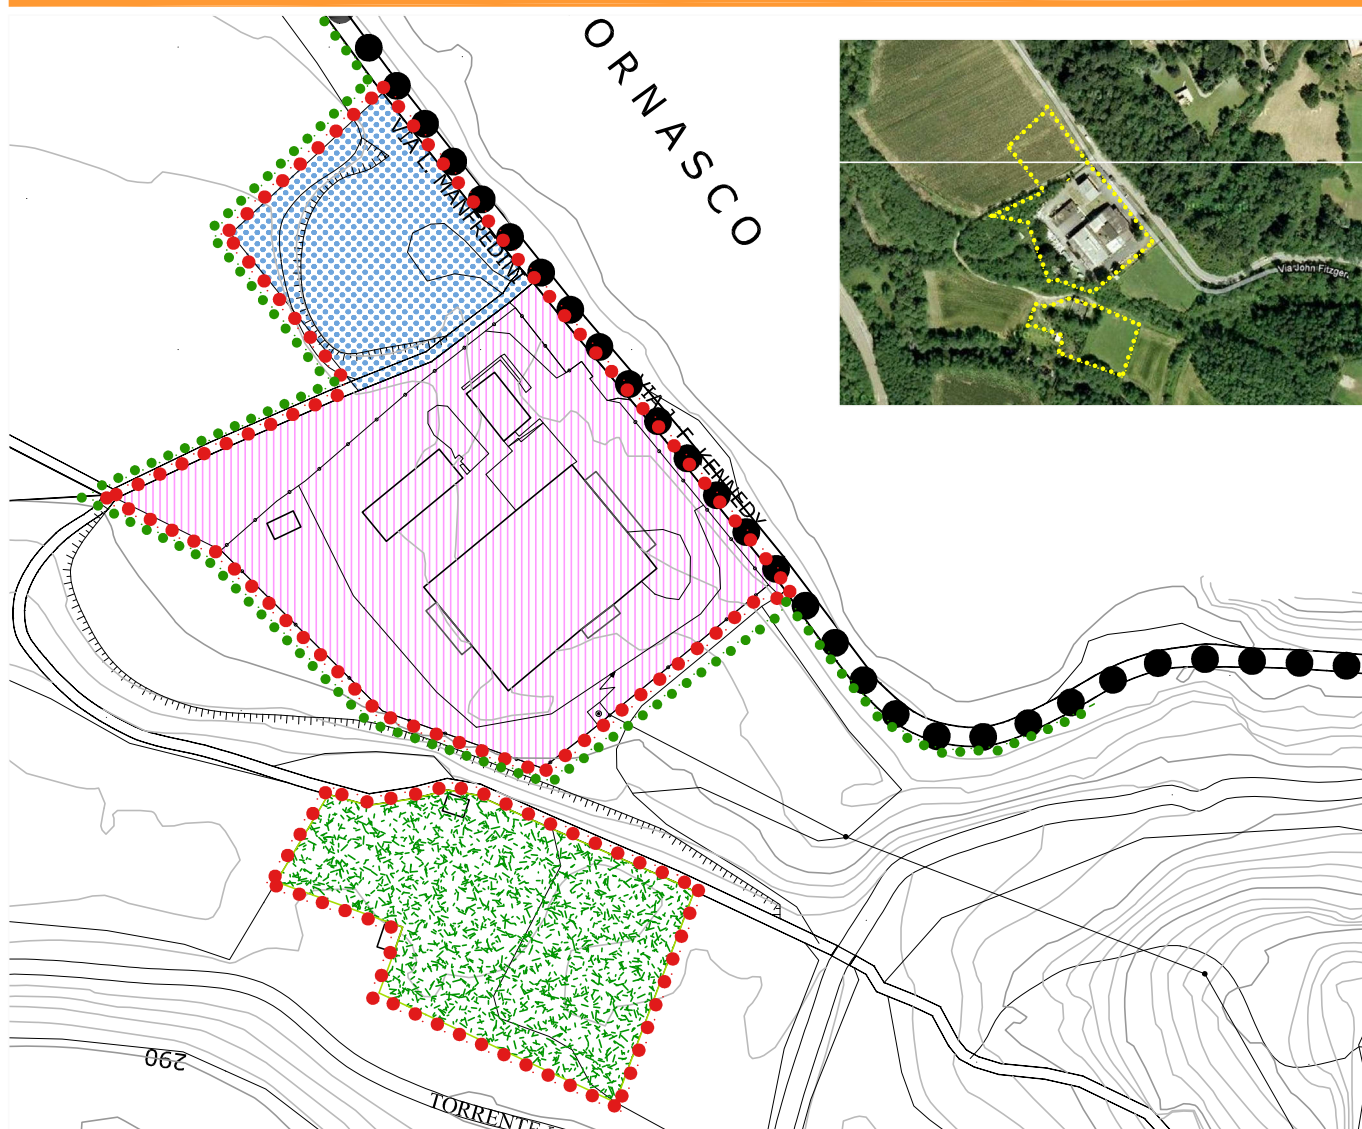 ORNASCO
VIA L. MANFREDINI
VIA J. F. KENNEDY
Via John Fitzger.
290
TORRENTE